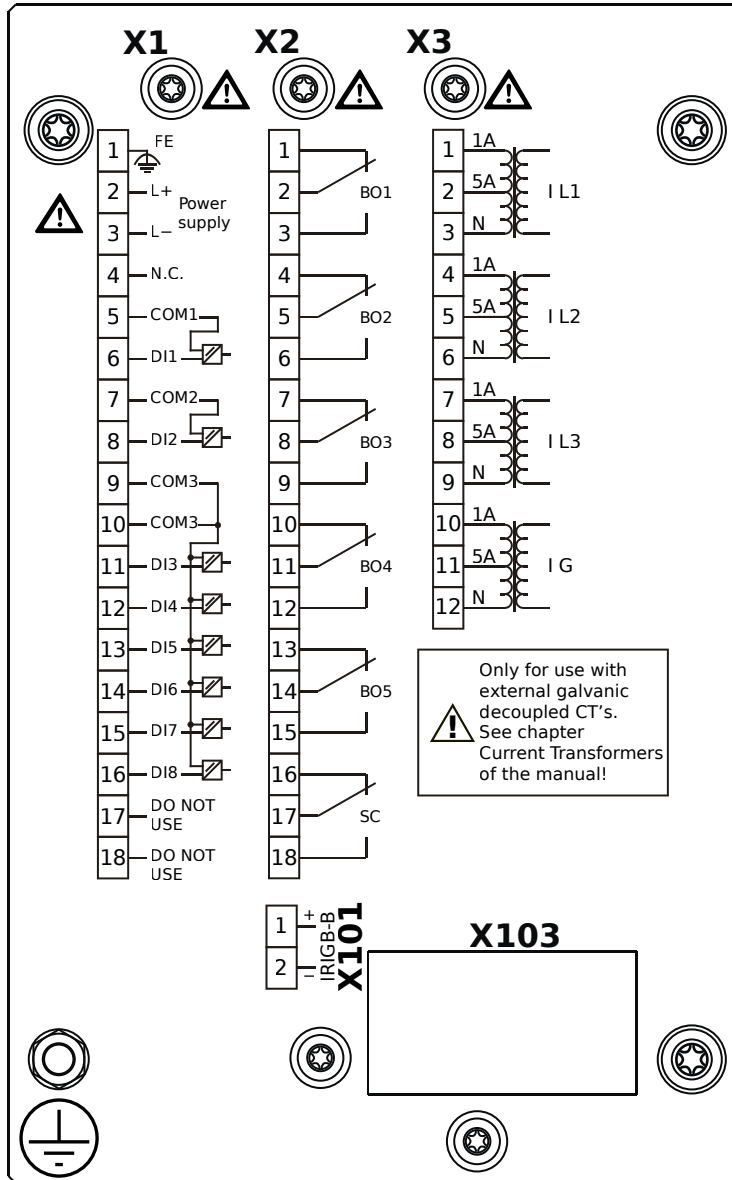 X1 X2 X3
1 FE
2 L+
3 L−
Power
supply
4 N.C.
5 COM1
6 DI1
7 COM2
8 DI2
9 COM3
10 COM3
11 DI3
12 DI4
13 DI5
14 DI6
15 DI7
16 DI8
17 DO NOT
USE
18 DO NOT
USE
1
2 BO1
3
4
5 BO2
6
7
8 BO3
9
10
11 BO4
12
13
14 BO5
15
16
17 SC
18
1 1A
2 5A I L1
3 N
4 1A
5 5A I L2
6 N
7 1A
8 5A I L3
9 N
10 1A
11 5A I G
12 N
Only for use with
external galvanic
decoupled CT's.
See chapter
Current Transformers
of the manual!
1 +
2 −
IRIGB-B
X101
X103